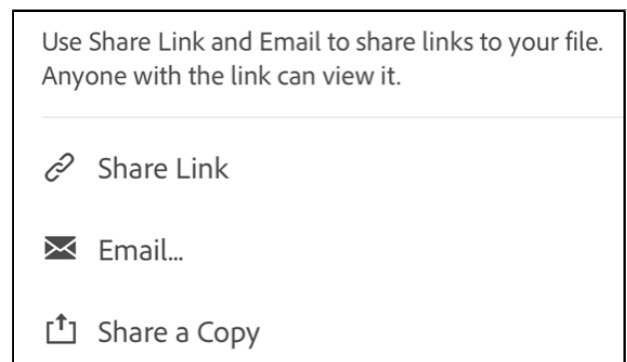 Use Share Link and Email to share links to your file.
Anyone with the link can view it.
Share Link
Email...
Share a Copy